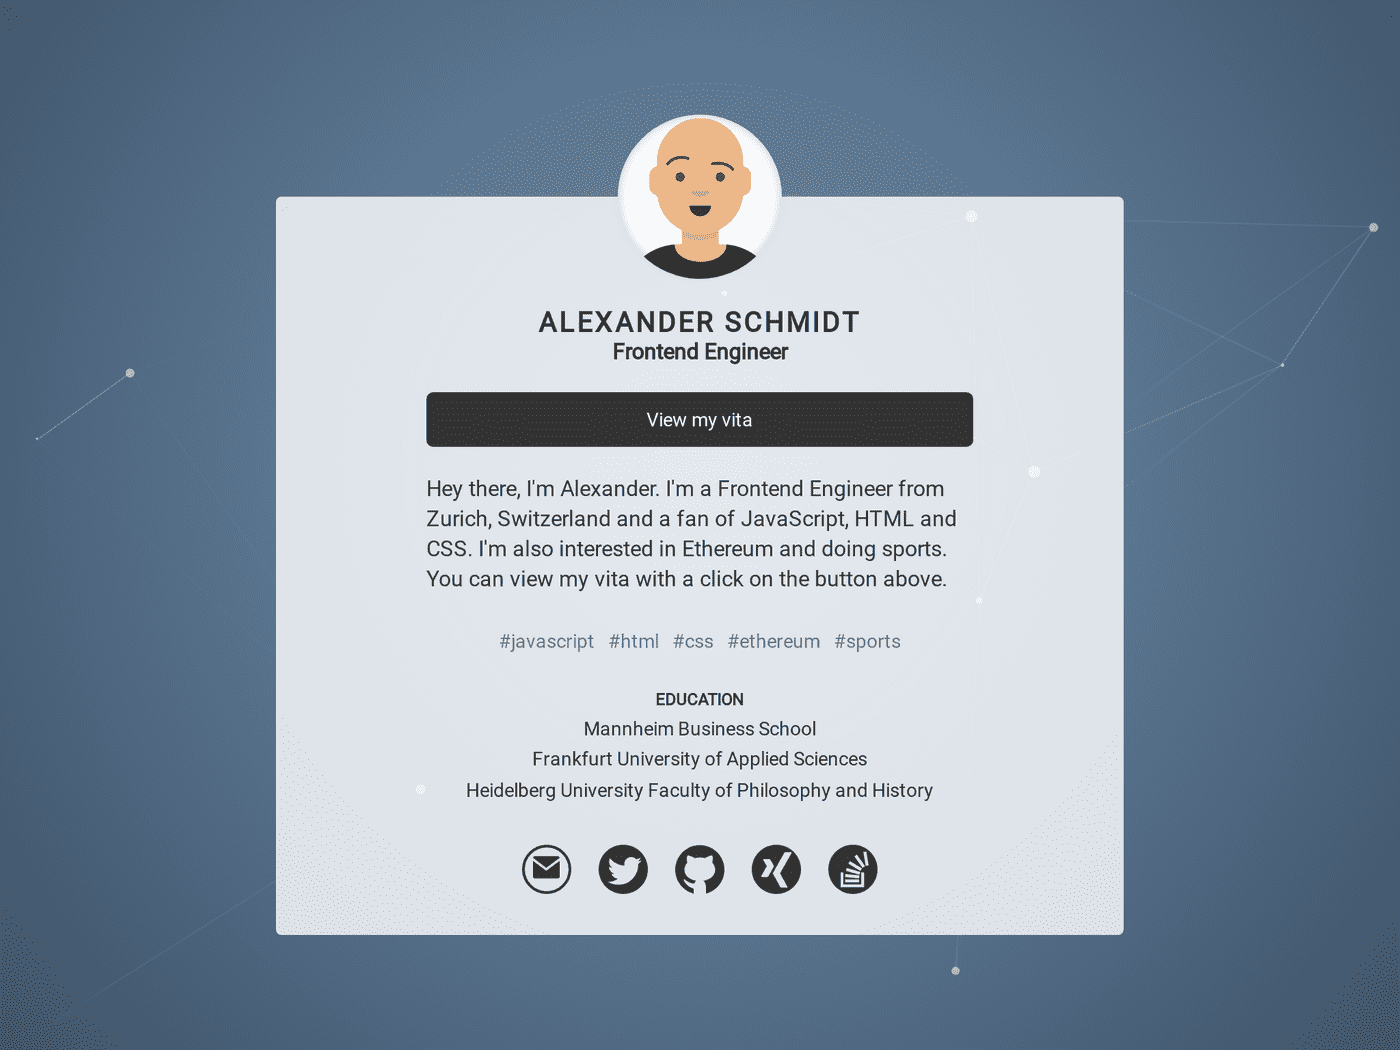 ALEXANDER SCHMIDT
Frontend Engineer
View my vita
Hey there, I'm Alexander. I'm a Frontend Engineer from
Zurich, Switzerland and a fan of JavaScript, HTML and
CSS. I'm also interested in Ethereum and doing sports.
You can view my vita with a click on the button above.
#javascript #html #css #ethereum #sports
EDUCATION
Mannheim Business School
Frankfurt University of Applied Sciences
Heidelberg University Faculty of Philosophy and History